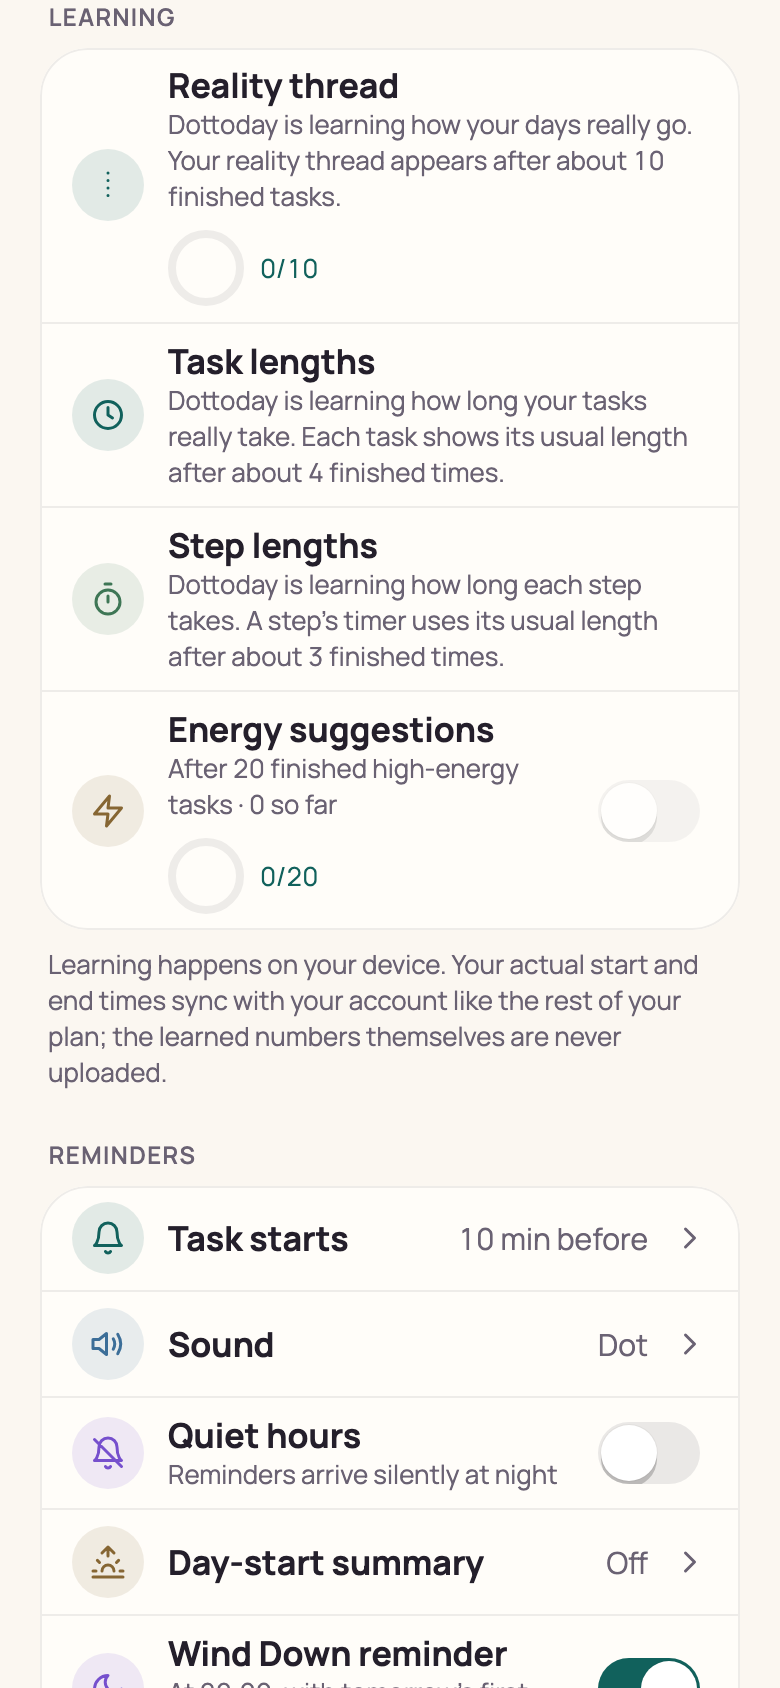 LEARNING
Reality thread
Dottoday is learning how your days really go.
Your reality thread appears after about 10
finished tasks.
0/10
Task lengths
Dottoday is learning how long your tasks
really take. Each task shows its usual length
after about 4 finished times.
Step lengths
Dottoday is learning how long each step
takes. A step’s timer uses its usual length
after about 3 finished times.
Energy suggestions
After 20 finished high-energy
tasks · 0 so far
0/20
Learning happens on your device. Your actual start and
end times sync with your account like the rest of your
plan; the learned numbers themselves are never
uploaded.
REMINDERS
Task starts
10 min before
Sound
Dot
Quiet hours
Reminders arrive silently at night
Day-start summary
Off
Wind Down reminder